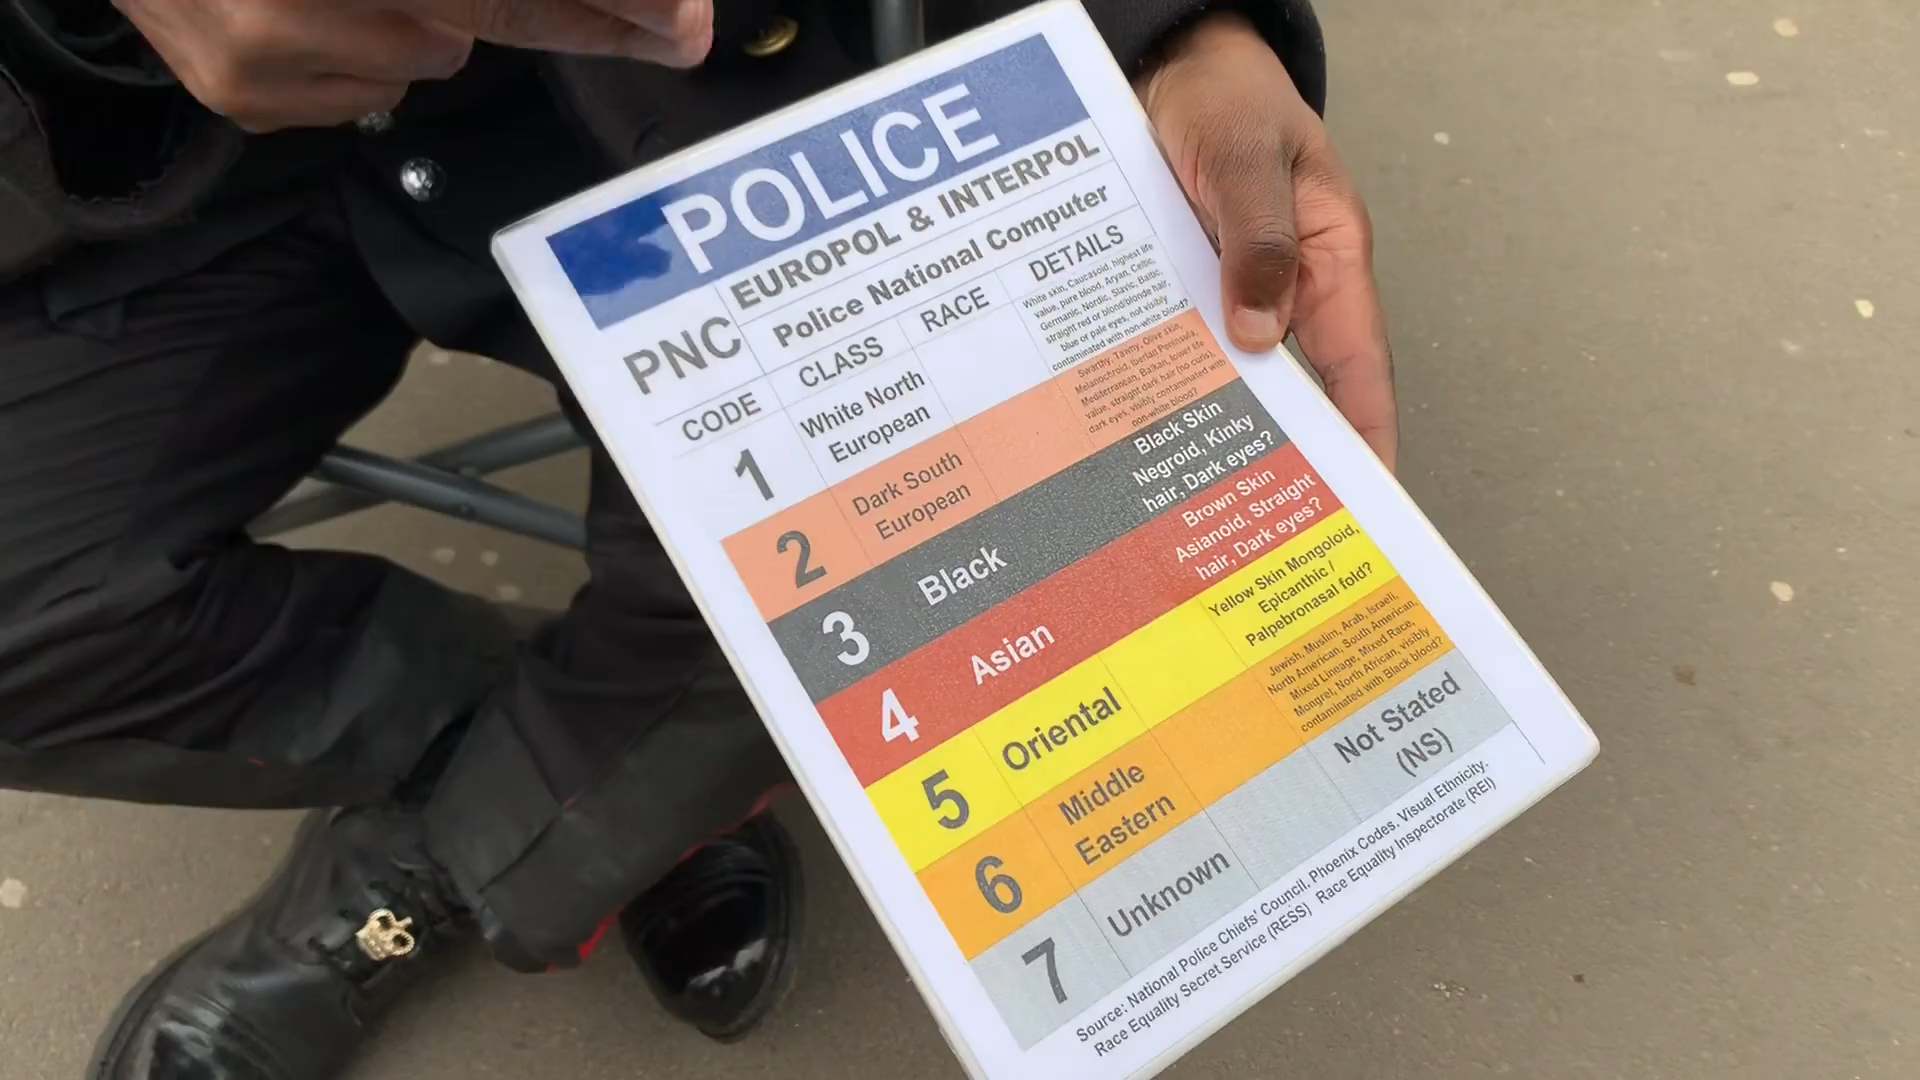 POLICE
EUROPOL & INTERPOL
PNC
Police National Computer
CODE
CLASS
RACE
DETAILS
1
White North
European
White skin, Caucasoid, highest life
value, pure blood, Aryan, Celtic,
Germanic, Nordic, Slavic, Baltic,
straight red or blood/blonde hair,
blue or pale eyes, not visibly
contaminated with non-white blood?
2
Dark South
European
Swarthy, Tawny, Olive skin,
Melanochroid, Iberian Peninsula,
Mediterranean, Balkan, lower life
value, straight dark hair (no curls),
dark eyes, visibly contaminated with
non-white blood?
3
Black
Black Skin
Negroid, Kinky
hair, Dark eyes?
4
Asian
Brown Skin
Asianoid, Straight
hair, Dark eyes?
5
Oriental
Yellow Skin Mongoloid,
Epicanthic /
Palpebronasal fold?
6
Middle
Eastern
Jewish, Muslim, Arab, Israeli,
North American, South American,
Mixed Lineage, Mixed Race,
Mongrel, North African, visibly
contaminated with Black blood?
7
Unknown
Not Stated
(NS)
Source: National Police Chiefs' Council. Phoenix Codes. Visual Ethnicity.
Race Equality Secret Service (RESS) Race Equality Inspectorate (REI)